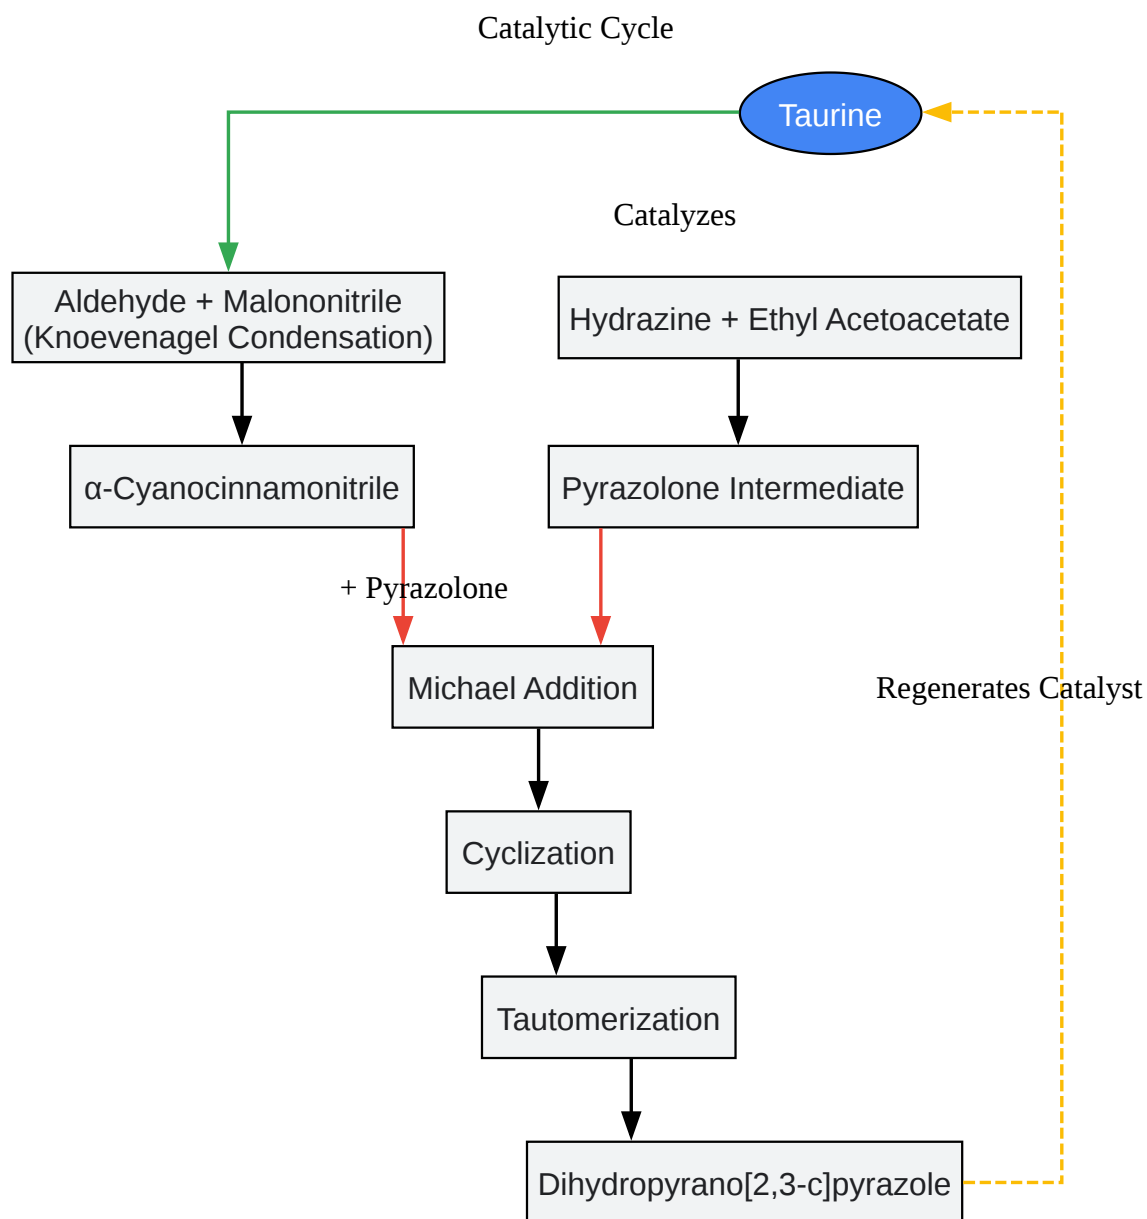 Catalytic Cycle
Taurine
Catalyzes
Aldehyde + Malononitrile
(Knoevenagel Condensation)
Hydrazine + Ethyl Acetoacetate
α-Cyanocinnamonitrile
Pyrazolone Intermediate
+ Pyrazolone
Michael Addition
Regenerates Catalyst
Cyclization
Tautomerization
Dihydropyrano[2,3-c]pyrazole